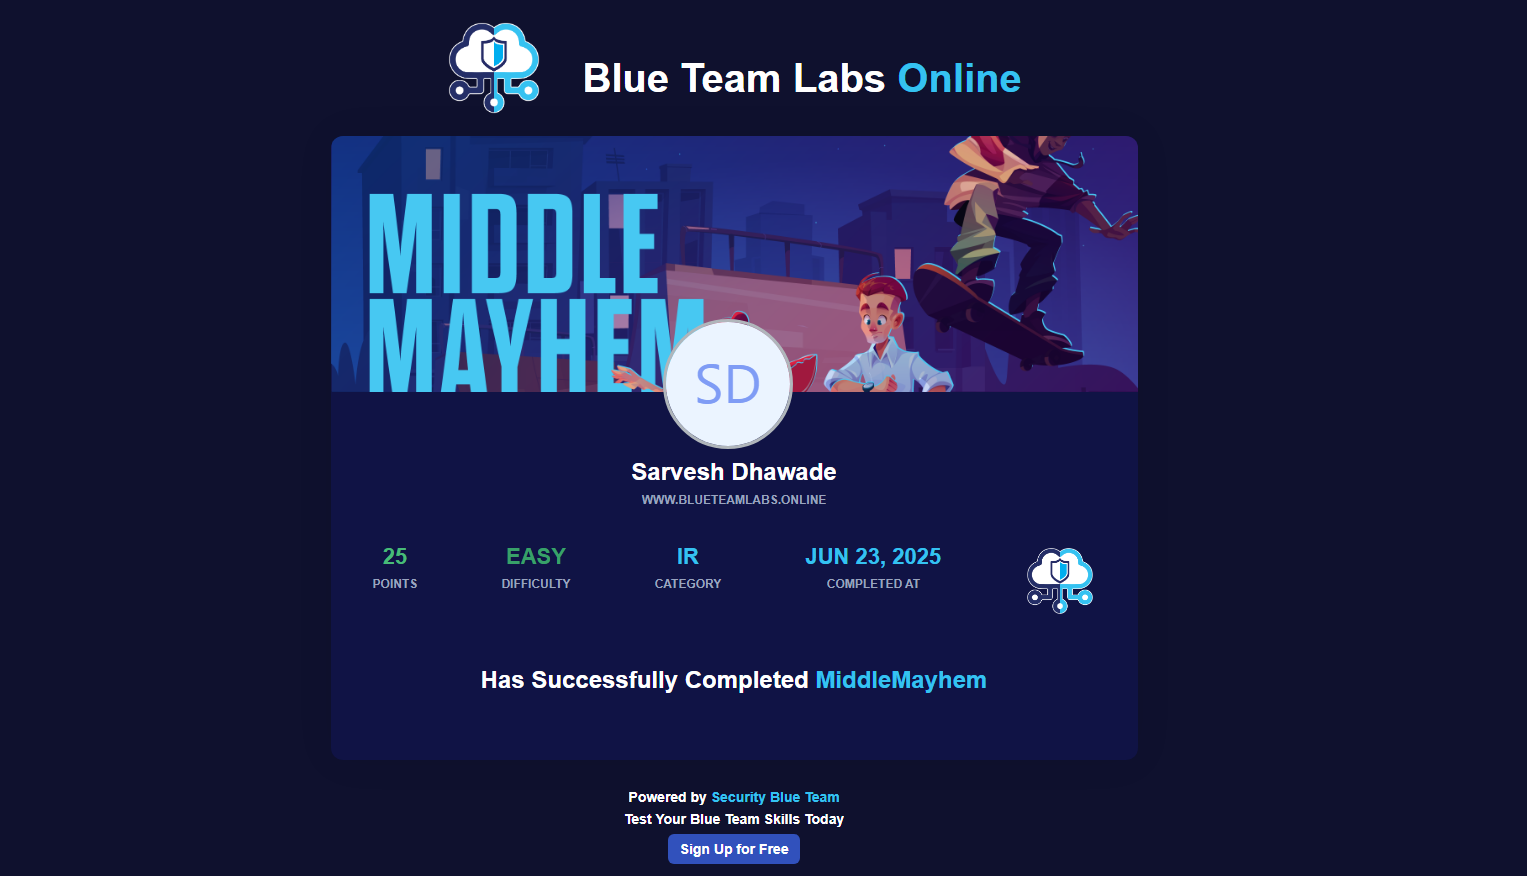 Blue Team Labs Online
MIDDLE
MAYHEM
SD
Sarvesh Dhawade
WWW.BLUETEAMLABS.ONLINE
25
POINTS
EASY
DIFFICULTY
IR
CATEGORY
JUN 23, 2025
COMPLETED AT
Has Successfully Completed MiddleMayhem
Powered by Security Blue Team
Test Your Blue Team Skills Today
Sign Up for Free